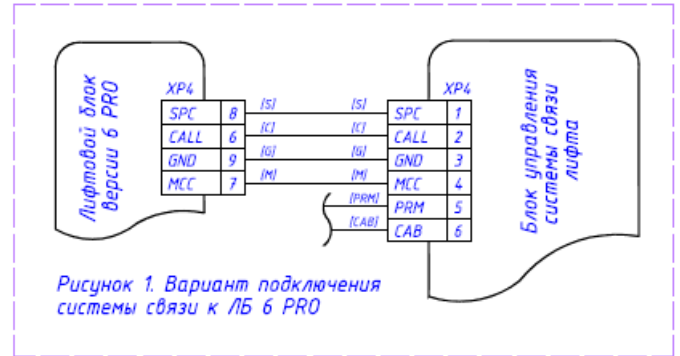 Лифтовой блок
версии 6 PRO
XP4
SPC 8
CALL 6
GND 9
MCC 7
[S] [S]
[C] [C]
[G] [G]
[M] [M]
[PRM]
[CAB]
XP4
SPC 1
CALL 2
GND 3
MCC 4
PRM 5
CAB 6
Блок управления
системы связи
лифта
Рисунок 1. Вариант подключения
системы связи к ЛБ 6 PRO